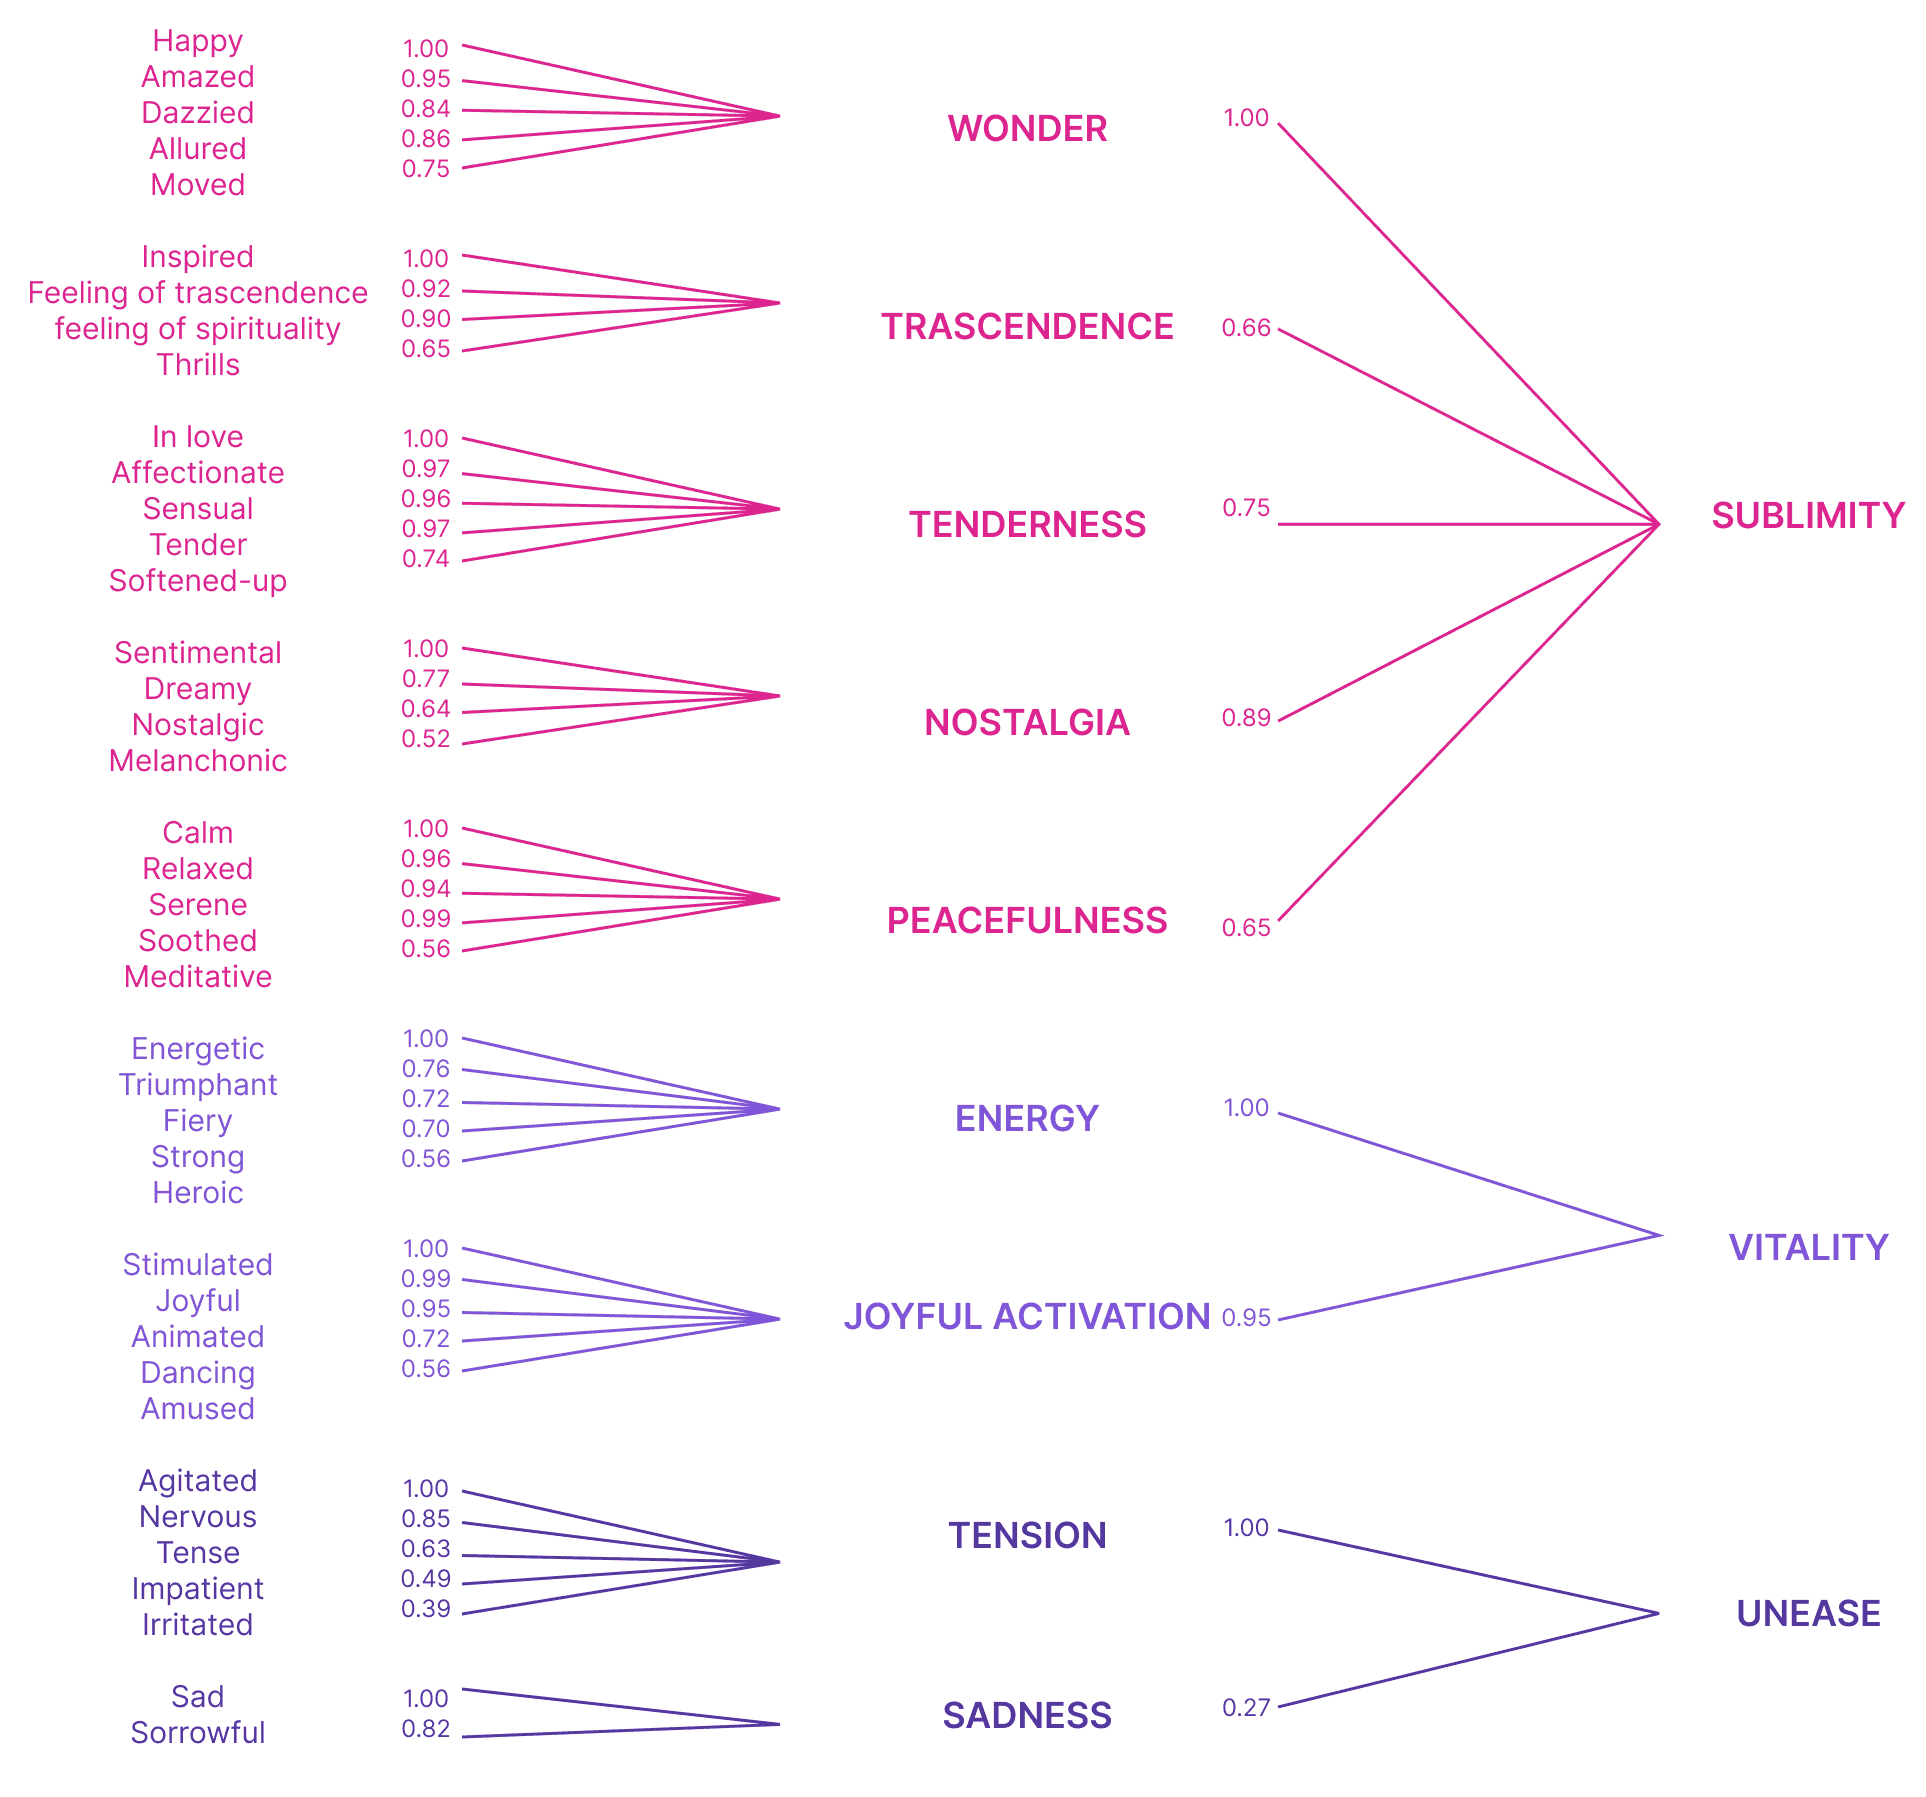 Happy
Amazed
Dazzied
Allured
Moved
1.00
0.95
0.84
0.86
0.75
WONDER
1.00
Inspired
Feeling of trascendence
feeling of spirituality
Thrills
1.00
0.92
0.90
0.65
TRASCENDENCE
0.66
In love
Affectionate
Sensual
Tender
Softened-up
1.00
0.97
0.96
0.97
0.74
TENDERNESS
0.75
SUBLIMITY
Sentimental
Dreamy
Nostalgic
Melanchonic
1.00
0.77
0.64
0.52
NOSTALGIA
0.89
Calm
Relaxed
Serene
Soothed
Meditative
1.00
0.96
0.94
0.99
0.56
PEACEFULNESS
0.65
Energetic
Triumphant
Fiery
Strong
Heroic
1.00
0.76
0.72
0.70
0.56
ENERGY
1.00
VITALITY
Stimulated
Joyful
Animated
Dancing
Amused
1.00
0.99
0.95
0.72
0.56
JOYFUL ACTIVATION
0.95
Agitated
Nervous
Tense
Impatient
Irritated
1.00
0.85
0.63
0.49
0.39
TENSION
1.00
UNEASE
Sad
Sorrowful
1.00
0.82
SADNESS
0.27